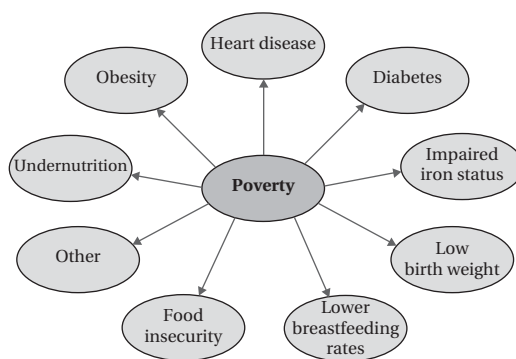 Heart disease
Obesity
Diabetes
Undernutrition
Poverty
Impaired
iron status
Other
Low
birth weight
Food
insecurity
Lower
breastfeeding
rates